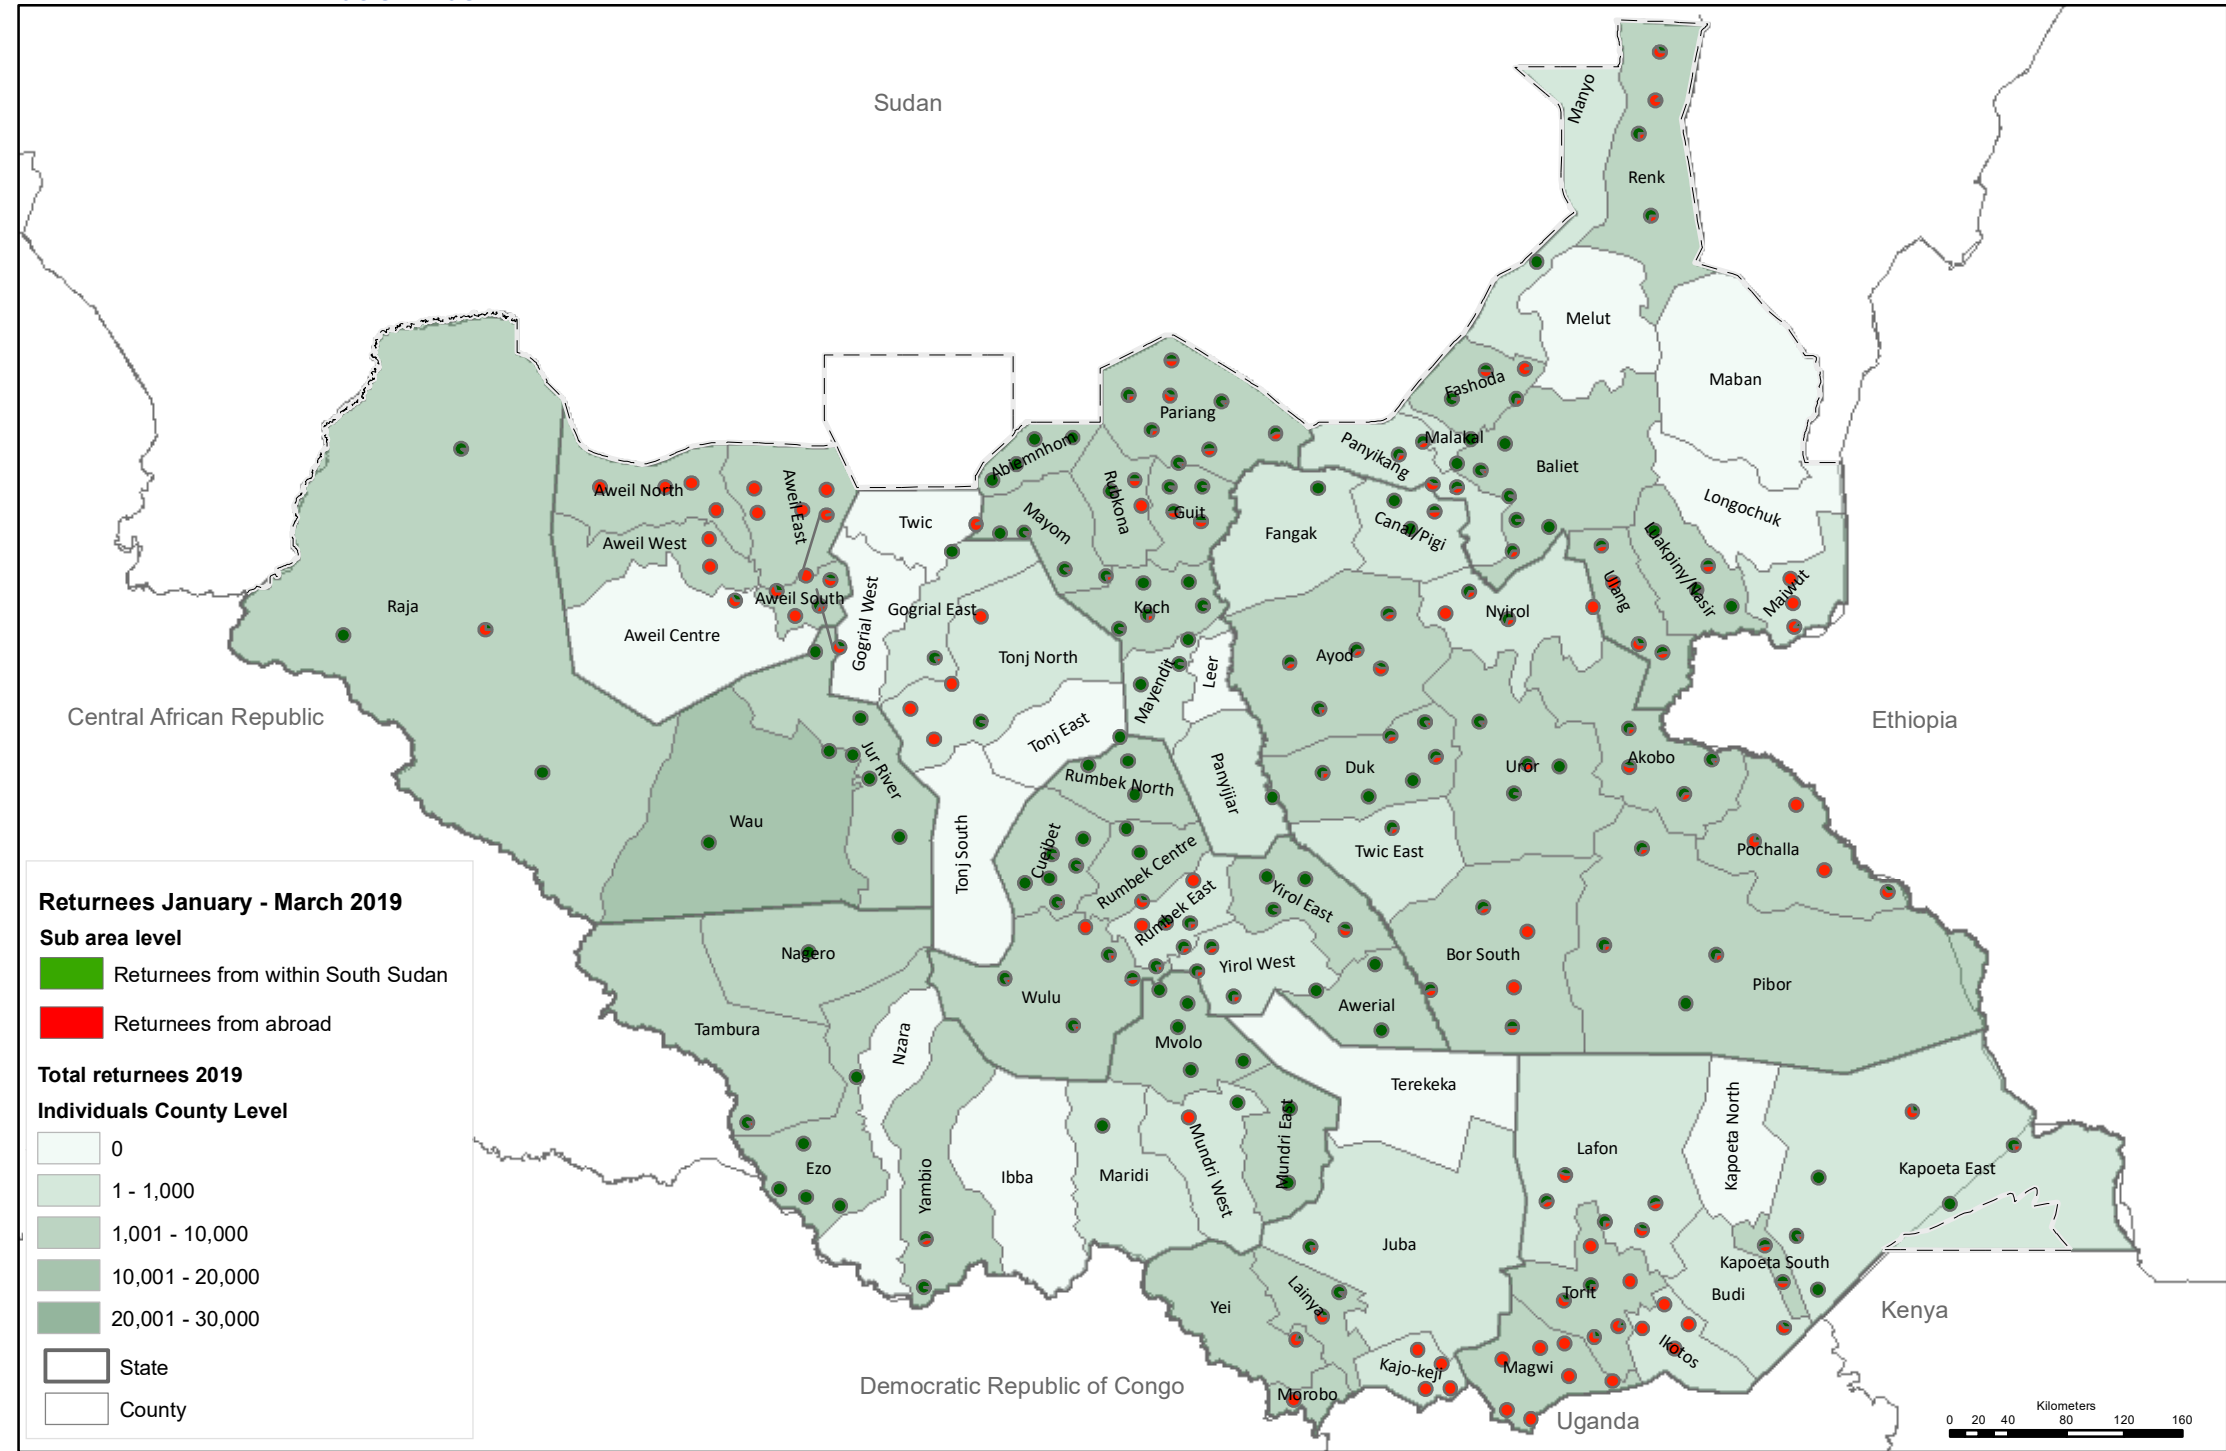 Sudan
Manyo
Renk
Melut
Maban
Pariang
Fashoda
Malakal
Panyikang
Baliet
Abiemnhom
Aweil North
Aweil East
Rubkona
Guit
Longochuk
Twic
Mayom
Fangak
Canal/Pigi
Luakpiny/Nasir
Aweil West
Ulang
Maiwut
Raja
Aweil South
Gogrial West
Gogrial East
Koch
Nyirol
Aweil Centre
Tonj North
Ayod
Leer
Mayendit
Central African Republic
Ethiopia
Tonj East
Jur River
Rumbek North
Panyijiar
Duk
Uror
Akobo
Wau
Tonj South
Cueibet
Rumbek Centre
Twic East
Pochalla
Rumbek East
Yirol East
Nagero
Yirol West
Bor South
Pibor
Wulu
Awerial
Tambura
Nzara
Mvolo
Terekeka
Kapoeta North
Mundri East
Lafon
Ezo
Yambio
Ibba
Maridi
Mundri West
Kapoeta East
Juba
Kapoeta South
Lainya
Torit
Budi
Yei
Kenya
Ikotos
Kajo-keji
Magwi
Democratic Republic of Congo
Morobo
Uganda
Returnees January - March 2019
Sub area level
Returnees from within South Sudan
Returnees from abroad
Total returnees 2019
Individuals County Level
0
1 - 1,000
1,001 - 10,000
10,001 - 20,000
20,001 - 30,000
State
County
Kilometers
0 20 40 80 120 160